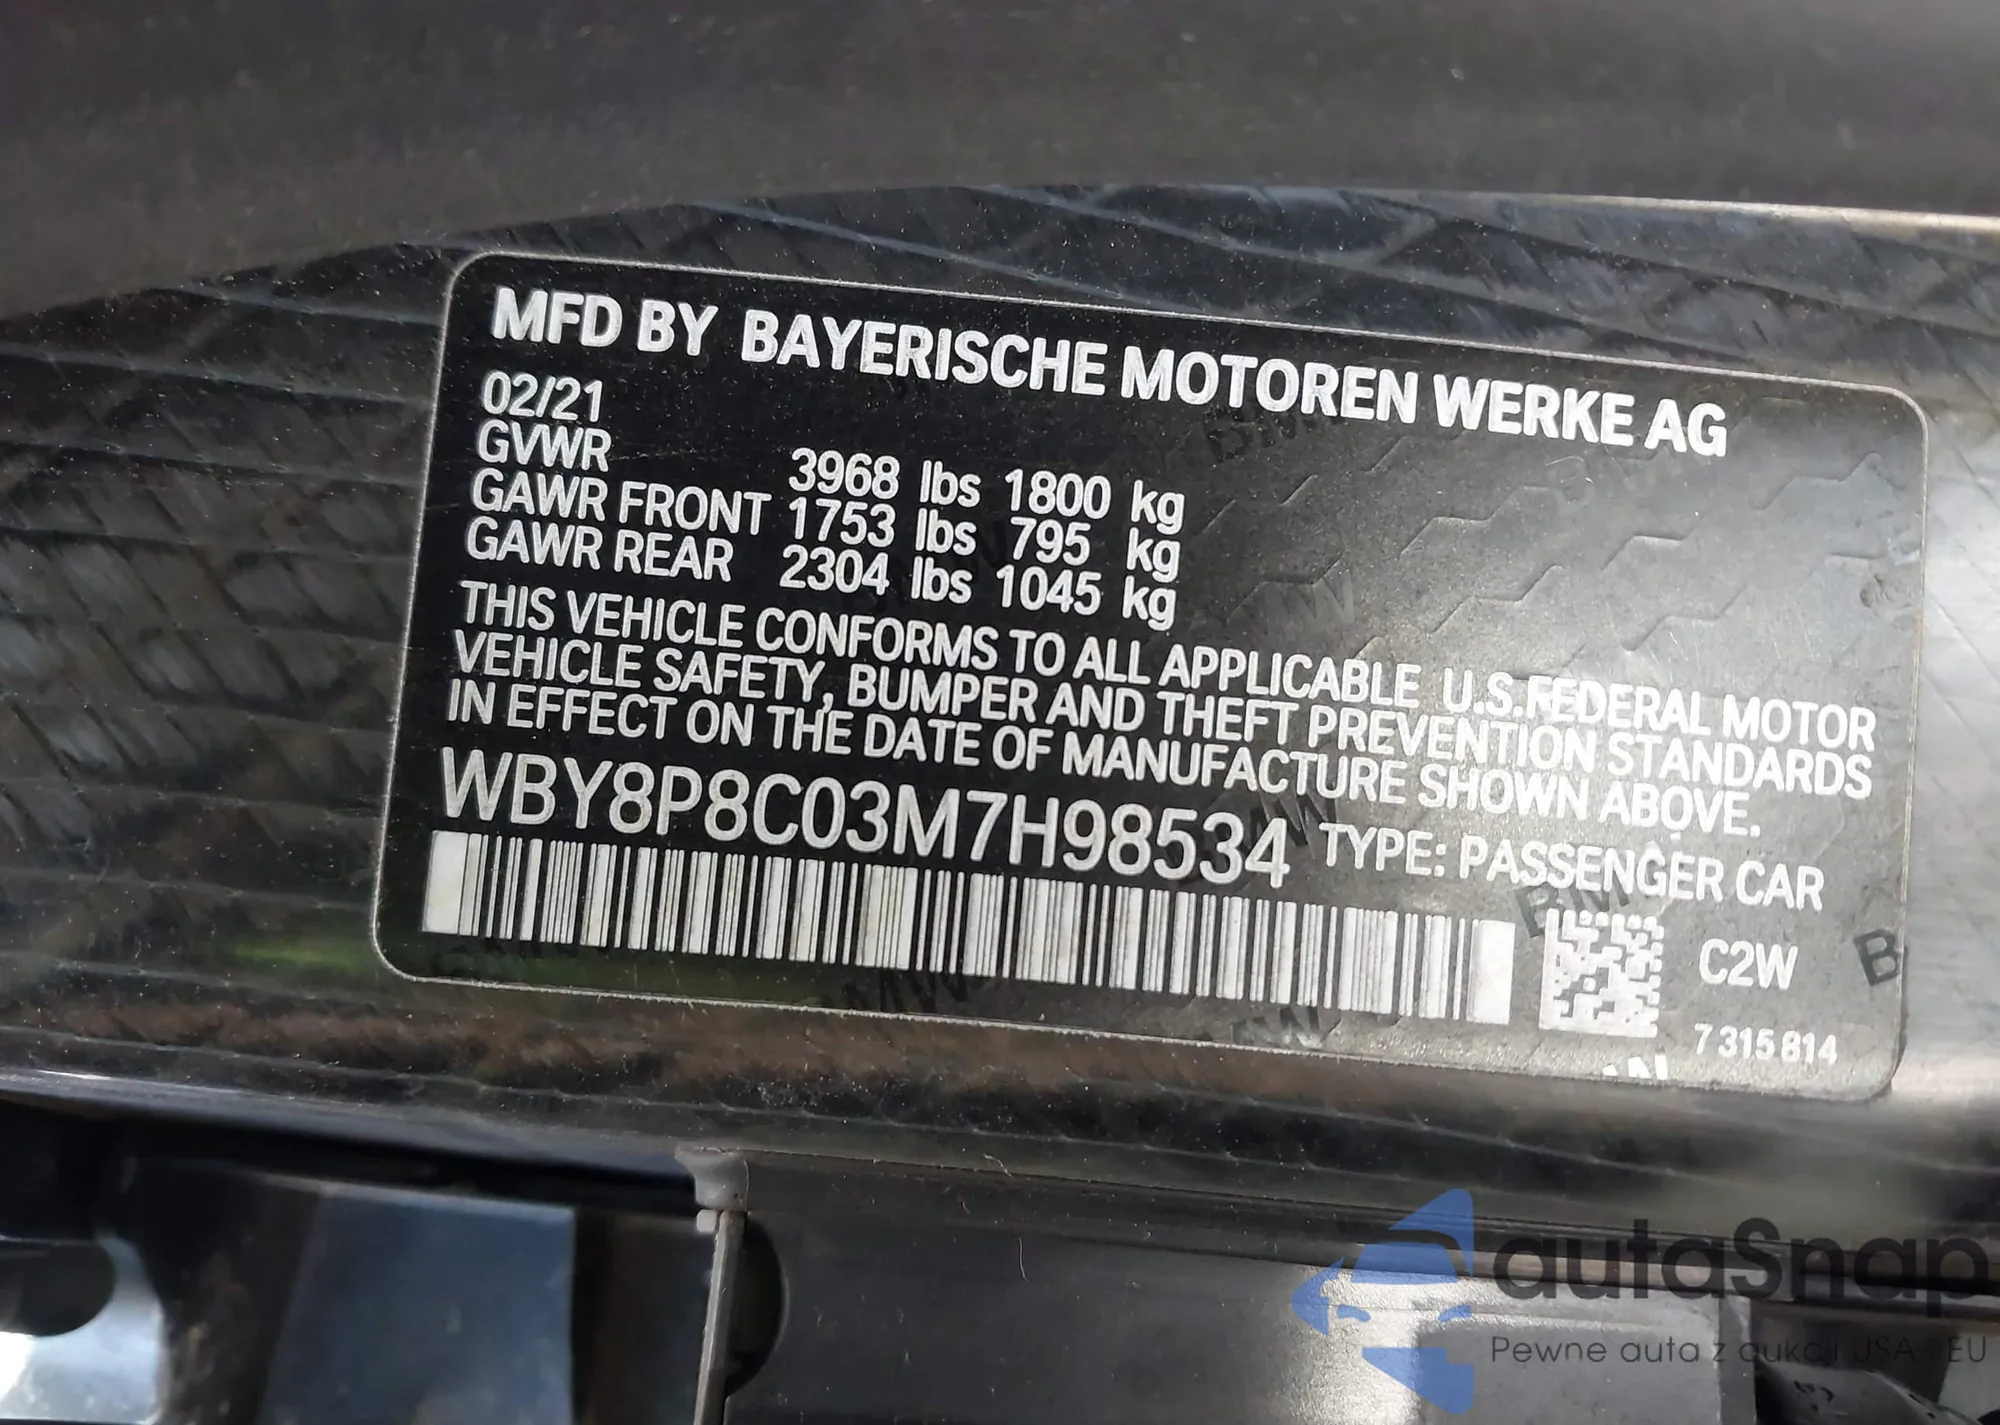 MFD BY BAYERISCHE MOTOREN WERKE AG
02/21
GVWR 3968 lbs 1800 kg
GAWR FRONT 1753 lbs 795 kg
GAWR REAR 2304 lbs 1045 kg
THIS VEHICLE CONFORMS TO ALL APPLICABLE U.S.FEDERAL MOTOR
VEHICLE SAFETY, BUMPER AND THEFT PREVENTION STANDARDS
IN EFFECT ON THE DATE OF MANUFACTURE SHOWN ABOVE.
WBY8P8C03M7H98534 TYPE: PASSENGER CAR
C2W
7 315 814
autaSnap
Pewne auta z aukcji USA i EU